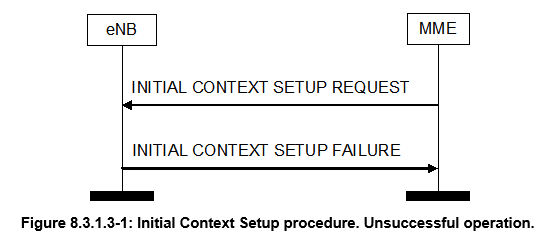 eNB
MME
INITIAL CONTEXT SETUP REQUEST
INITIAL CONTEXT SETUP FAILURE
Figure 8.3.1.3-1: Initial Context Setup procedure. Unsuccessful operation.